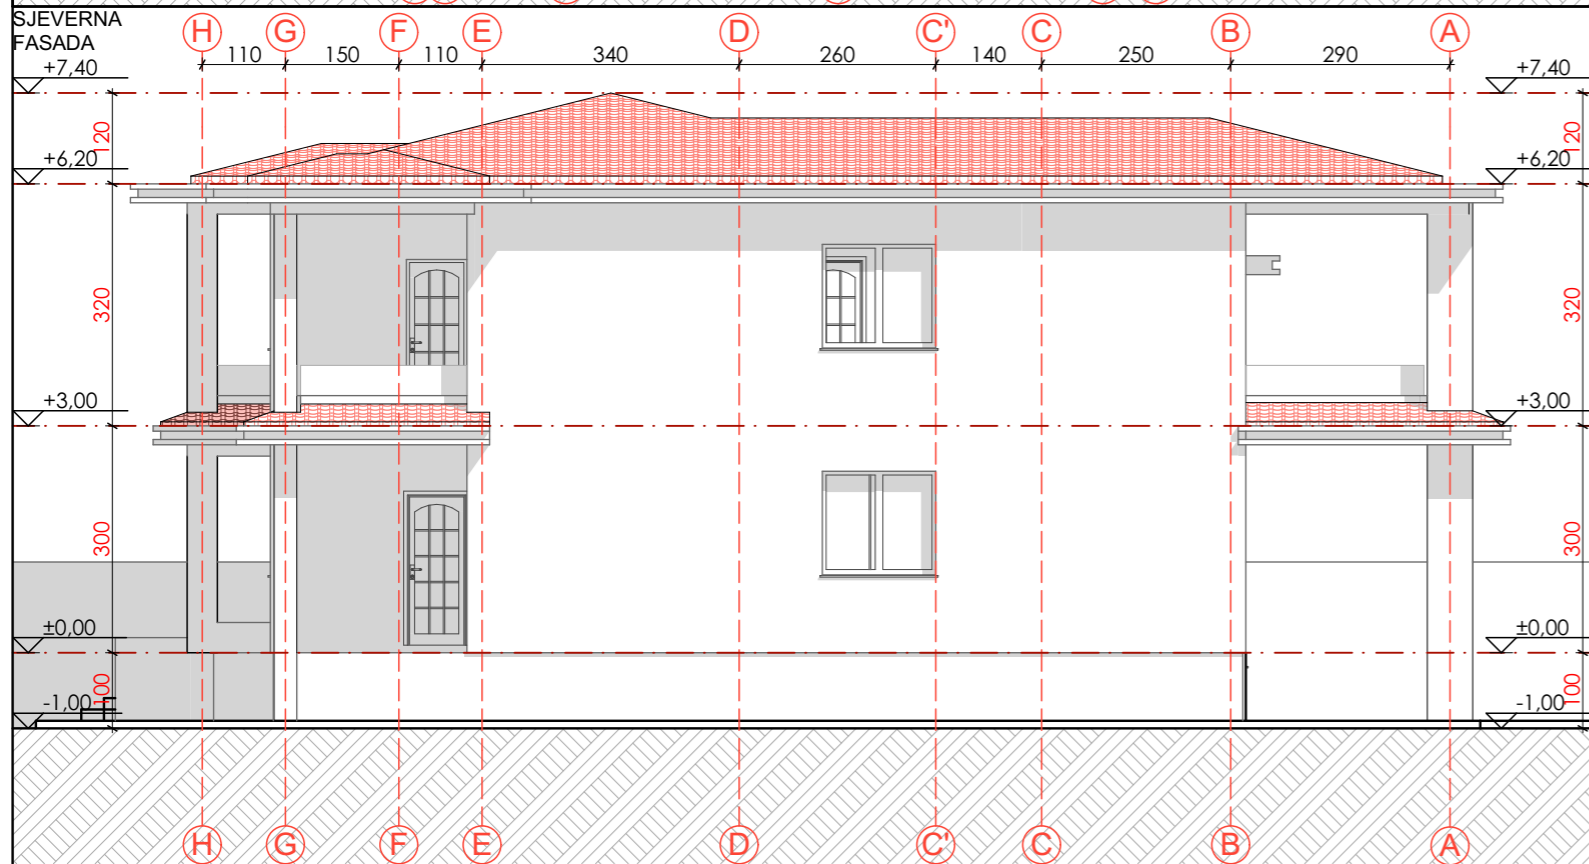 SJEVERNA
FASADA
H G F E D C' C B A
110 150 110 340 260 140 250 290
+7,40 +7,40
120 120
+6,20 +6,20
320 320
+3,00 +3,00
300 300
±0,00 ±0,00
100 100
-1,00 -1,00
H G F E D C' C B A